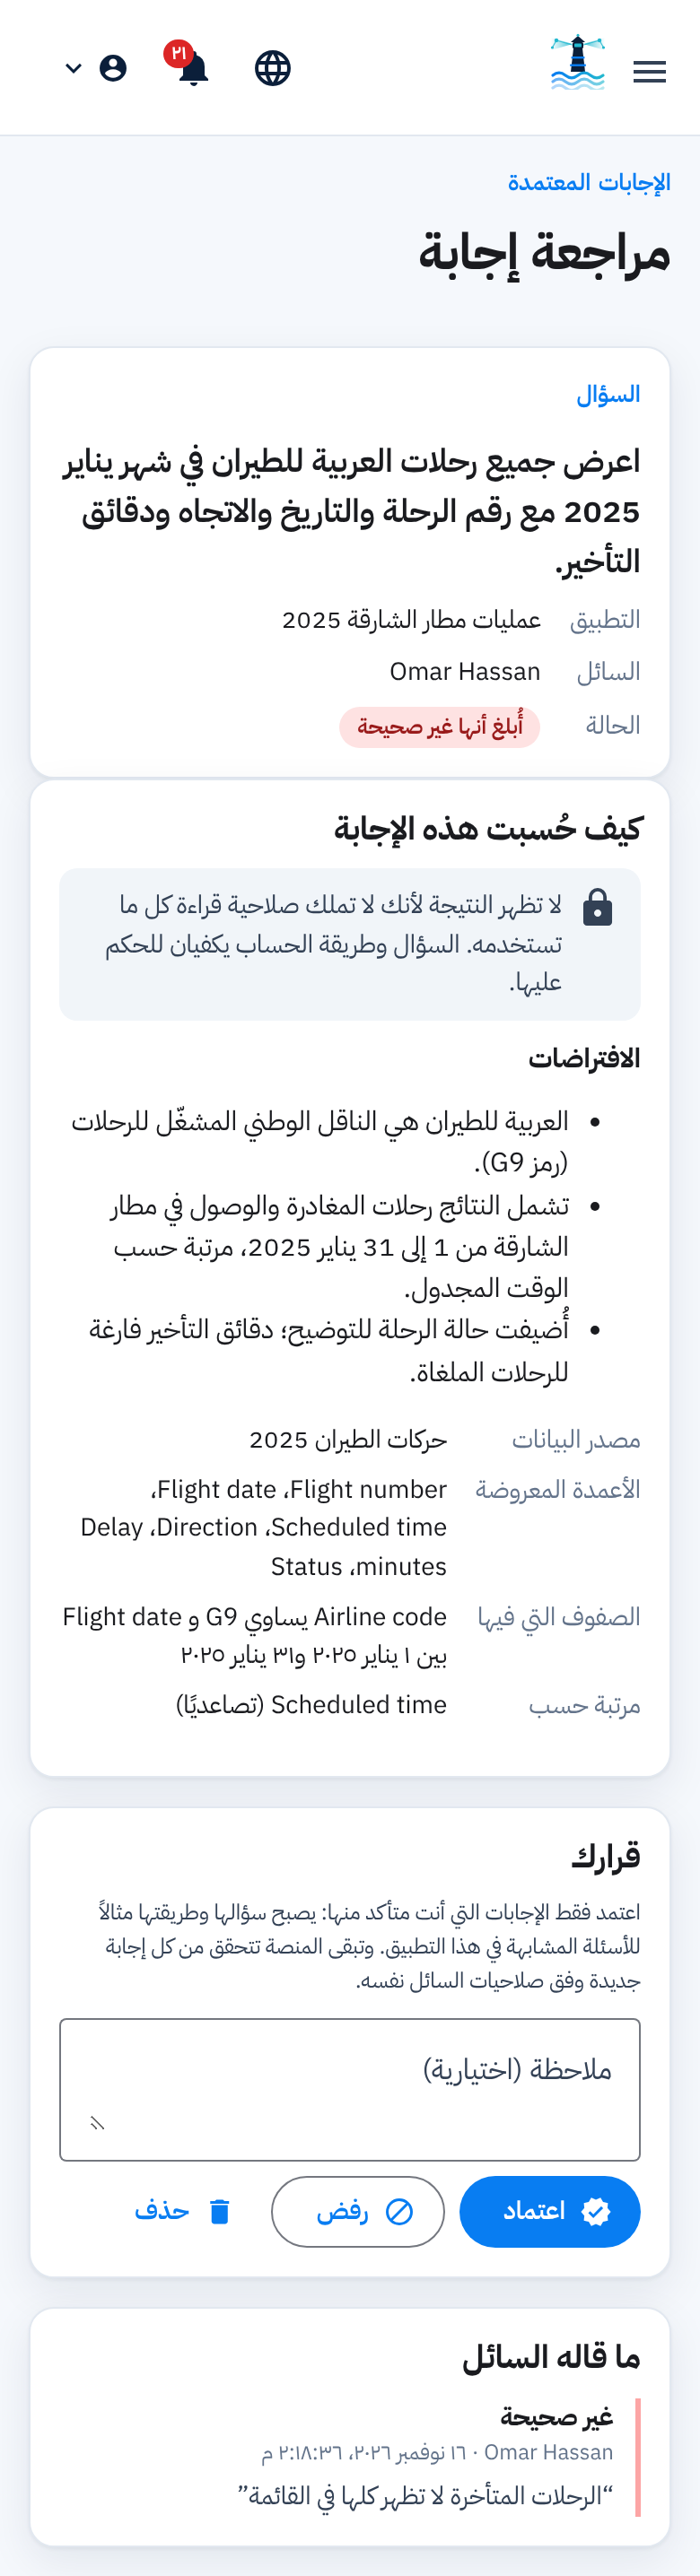 ٢١
الإجابات المعتمدة
مراجعة إجابة
السؤال
اعرض جميع رحلات العربية للطيران في شهر يناير
2025 مع رقم الرحلة والتاريخ والاتجاه ودقائق
التأخير.
التطبيق عمليات مطار الشارقة 2025
السائل Omar Hassan
الحالة أُبلغ أنها غير صحيحة
كيف حُسبت هذه الإجابة
لا تظهر النتيجة لأنك لا تملك صلاحية قراءة كل ما
تستخدمه. السؤال وطريقة الحساب يكفيان للحكم
عليها.
الافتراضات
• العربية للطيران هي الناقل الوطني المشغّل للرحلات
(رمز G9).
• تشمل النتائج رحلات المغادرة والوصول في مطار
الشارقة من 1 إلى 31 يناير 2025، مرتبة حسب
الوقت المجدول.
• أُضيفت حالة الرحلة للتوضيح؛ دقائق التأخير فارغة
للرحلات الملغاة.
مصدر البيانات حركات الطيران 2025
الأعمدة المعروضة Flight number، Flight date،
Scheduled time، Direction، Delay
minutes، Status
الصفوف التي فيها Airline code يساوي G9 و Flight date
بين ١ يناير ٢٠٢٥ و٣١ يناير ٢٠٢٥
مرتبة حسب Scheduled time (تصاعديًا)
قرارك
اعتمد فقط الإجابات التي أنت متأكد منها: يصبح سؤالها وطريقتها مثالاً
للأسئلة المشابهة في هذا التطبيق. وتبقى المنصة تتحقق من كل إجابة
جديدة وفق صلاحيات السائل نفسه.
ملاحظة (اختيارية)
اعتماد رفض حذف
ما قاله السائل
غير صحيحة
Omar Hassan · ١٦ نوفمبر ٢٠٢٦، ٢:١٨:٣٦ م
“الرحلات المتأخرة لا تظهر كلها في القائمة”